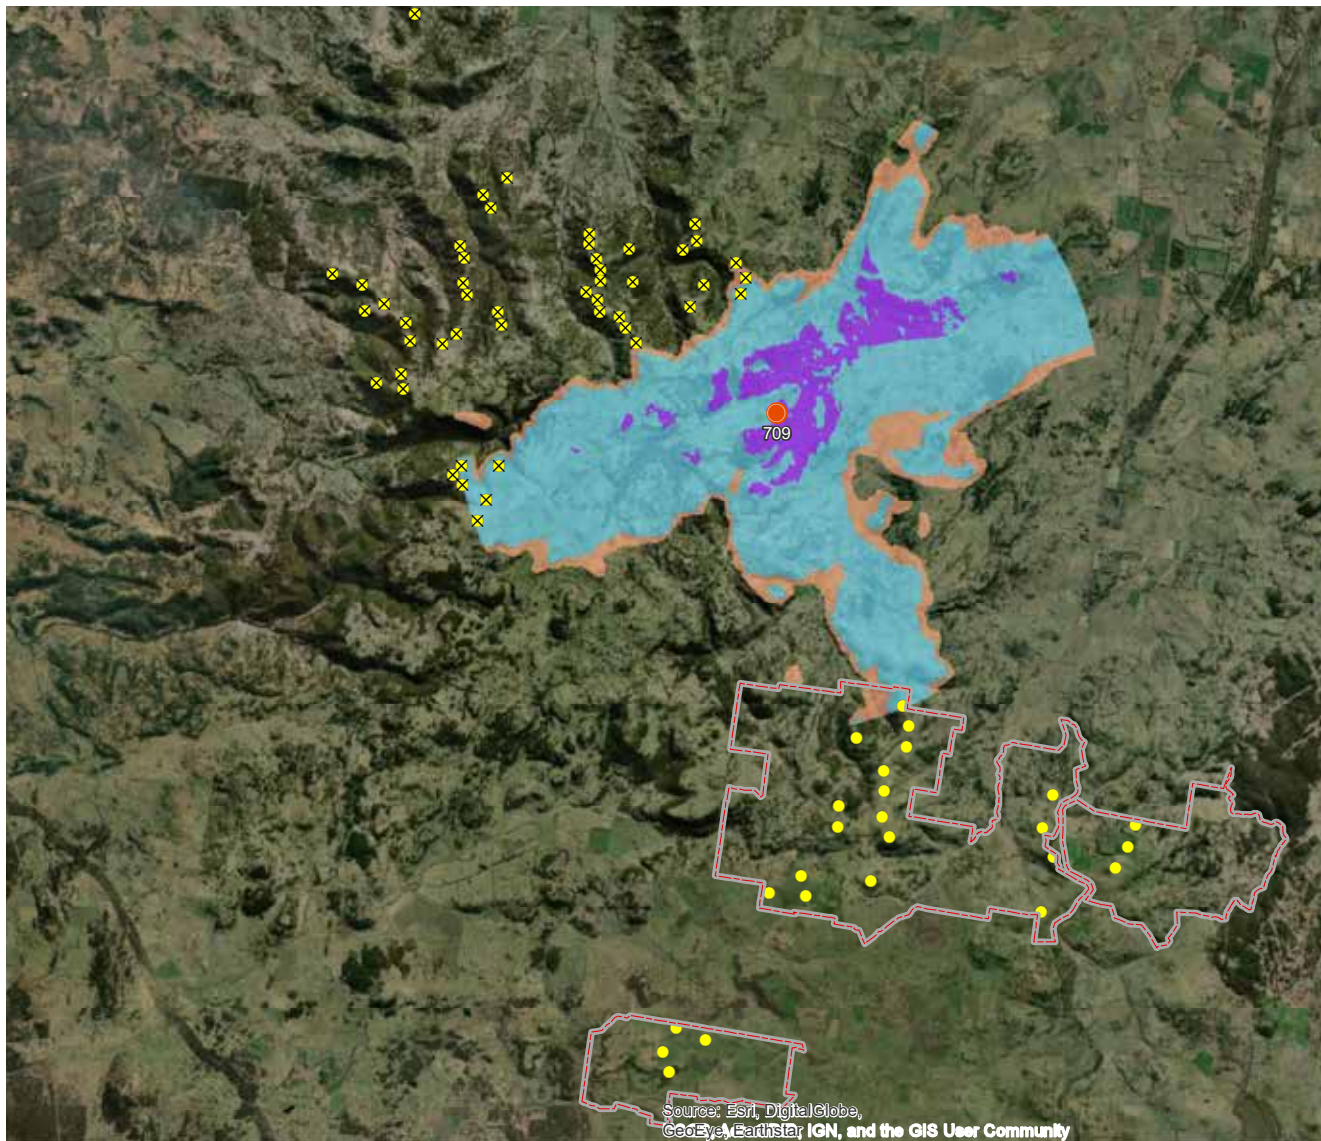 709
Source: Esri, DigitalGlobe,
GeoEye, Earthstar IGN, and the GIS User Community